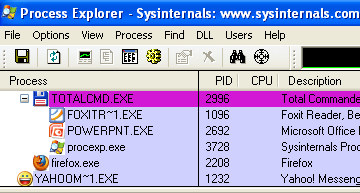 Process Explorer - Sysinternals: www.sysinternals.com
File Options View Process Find DLL Users Help
Process PID CPU Description
TOTALCMD.EXE 2996 Total Commande
FOXITR~1.EXE 1096 Foxit Reader, Be
POWERPNT.EXE 2692 Microsoft Office
procexp.exe 3728 Sysinternals Proc
firefox.exe 2208 Firefox
YAHOOM~1.EXE 1232 Yahoo! Messeng